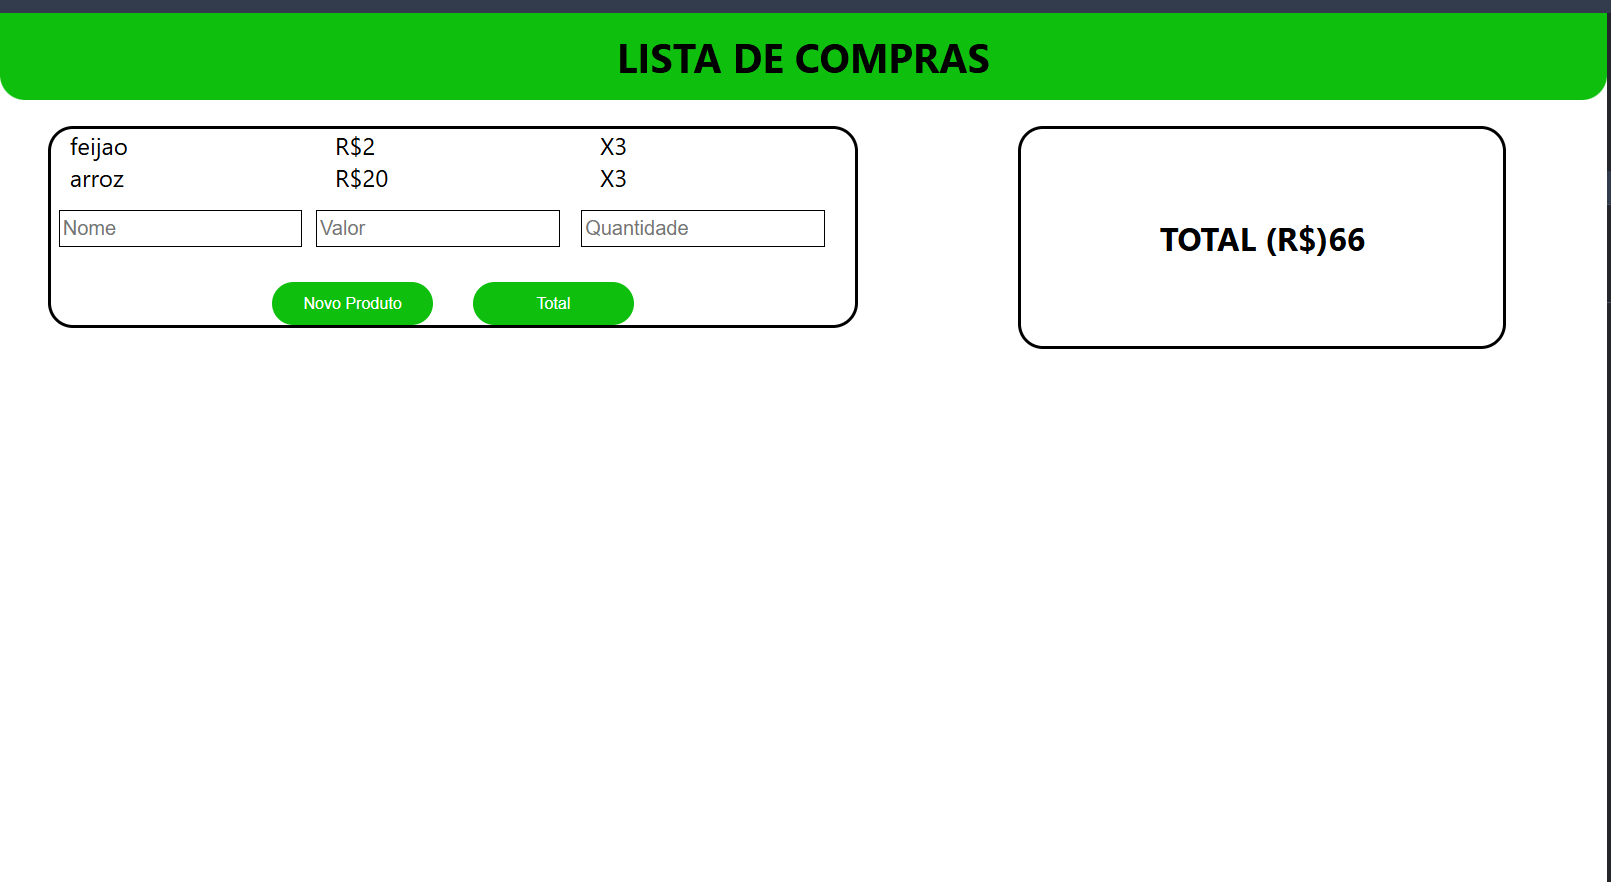 LISTA DE COMPRAS
feijao R$2 X3
arroz R$20 X3
Nome Valor Quantidade
Novo Produto Total
TOTAL (R$)66